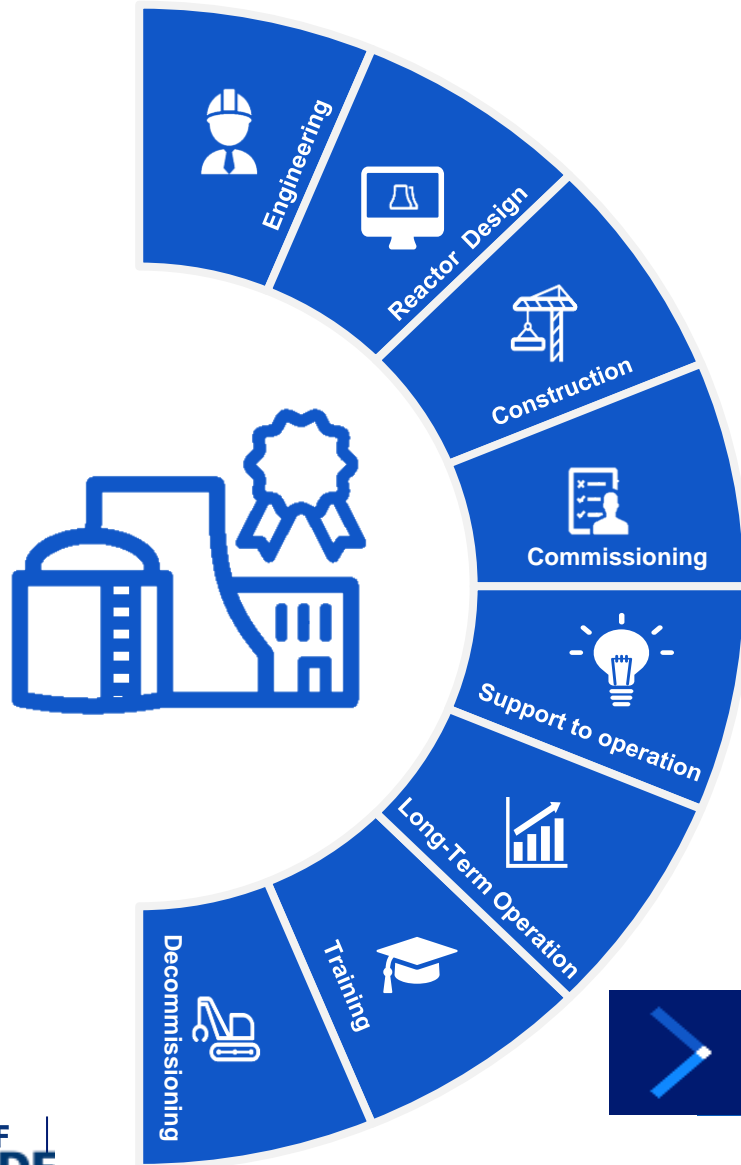 Engineering
Reactor Design
Construction
Commissioning
Support to operation
Long-Term Operation
Training
Decommissioning